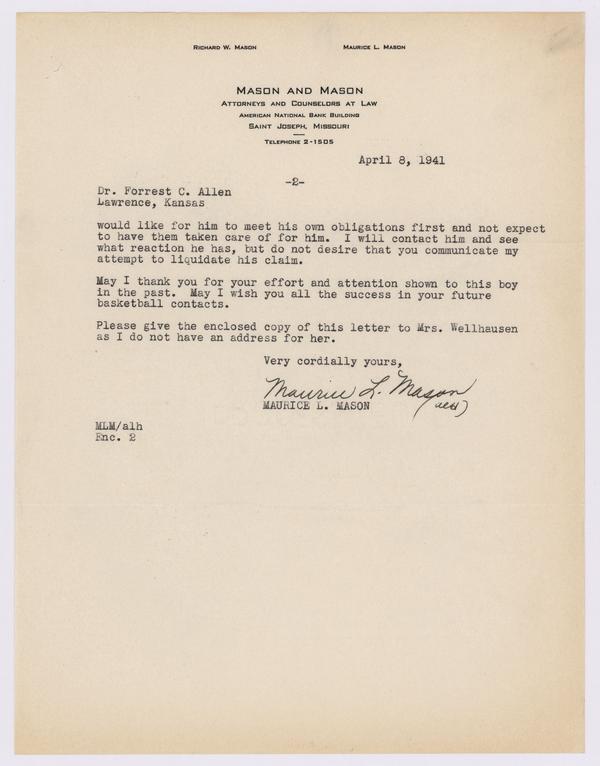 Richard W. Mason Maurice L. Mason
Mason and Mason
Attorneys and Counselors at Law
American National Bank Building
Saint Joseph, Missouri
Telephone 2-1505
April 8, 1941
-2-
Dr. Forrest C. Allen
Lawrence, Kansas
would like for him to meet his own obligations first and not expect
to have them taken care of for him. I will contact him and see
what reaction he has, but do not desire that you communicate my
attempt to liquidate his claim.
May I thank you for your effort and attention shown to this boy
in the past. May I wish you all the success in your future
basketball contacts.
Please give the enclosed copy of this letter to Mrs. Wellhausen
as I do not have an address for her.
Very cordially yours,
Maurice L. Mason
MAURICE L. MASON
MLM/alh
Enc. 2